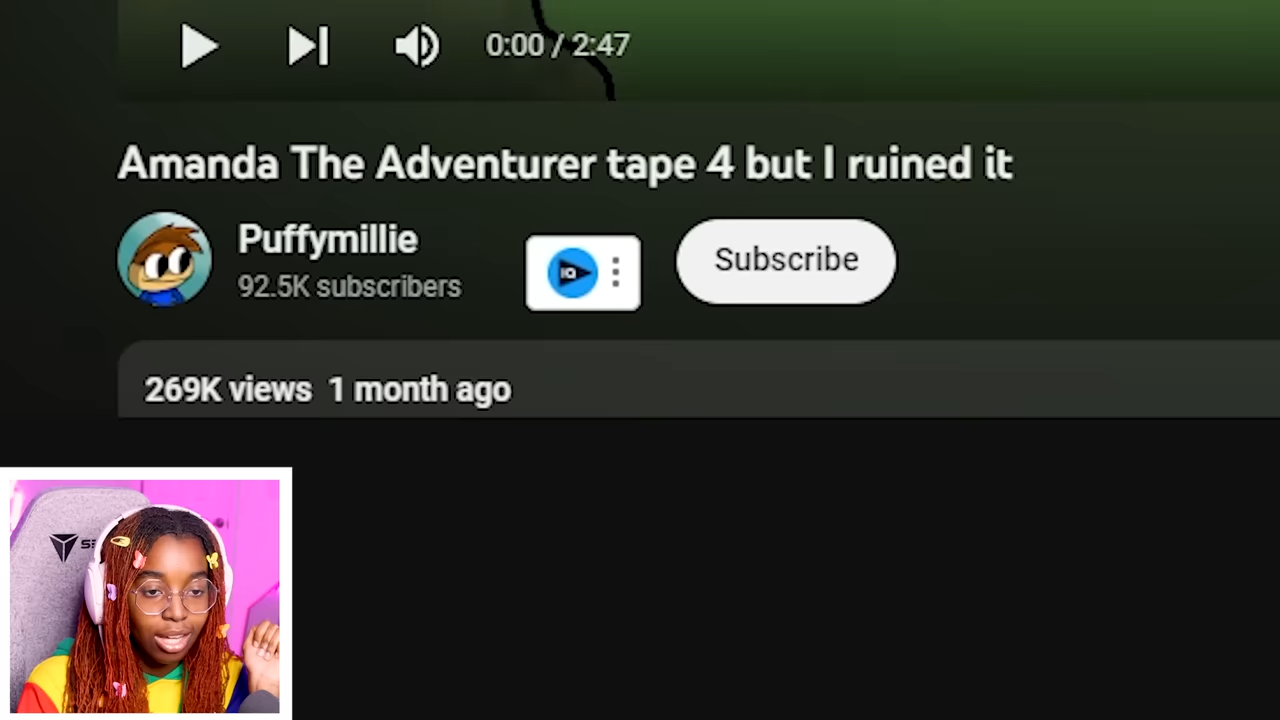 0:00 / 2:47
Amanda The Adventurer tape 4 but I ruined it
Puffymillie
92.5K subscribers
IQ
Subscribe
269K views 1 month ago